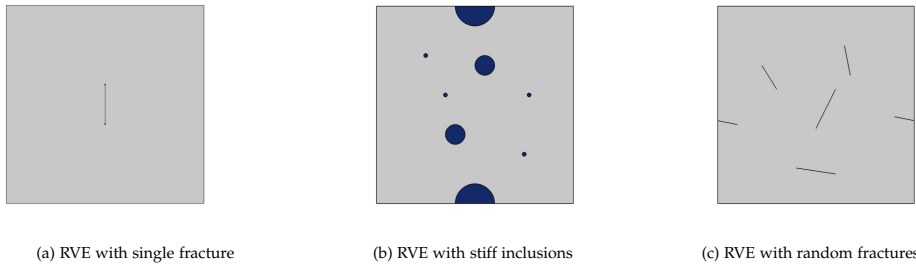 (a) RVE with single fracture
(b) RVE with stiff inclusions
(c) RVE with random fractures